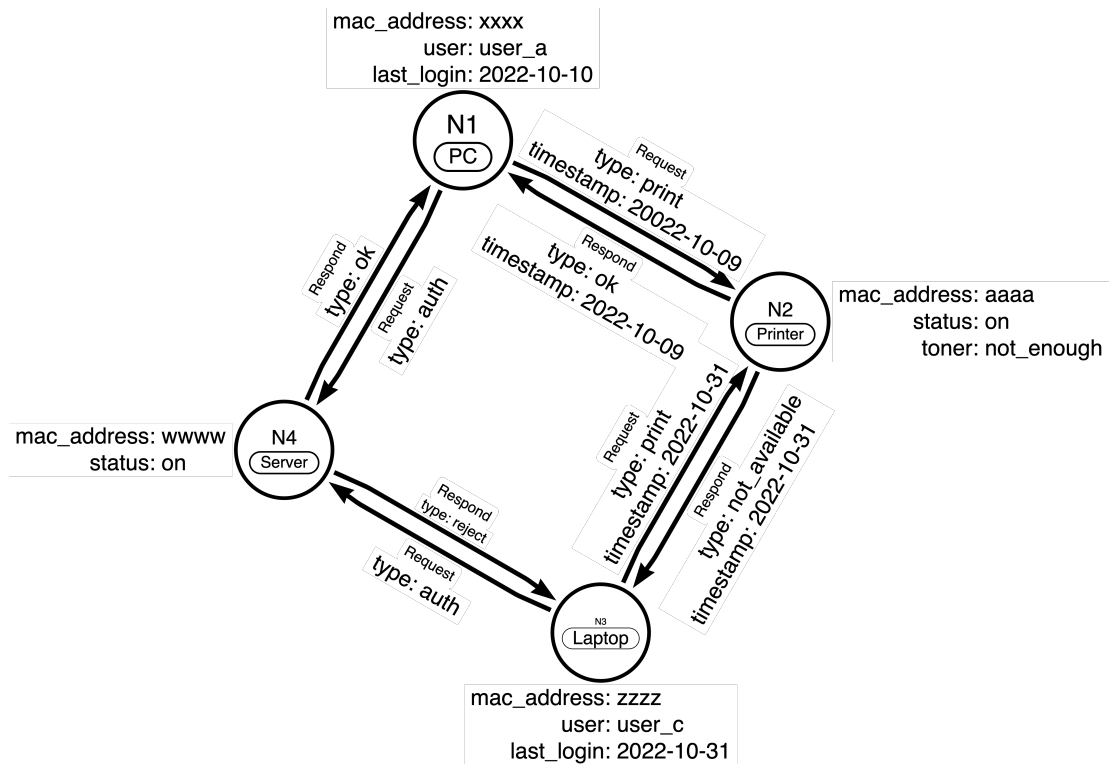 mac_address: xxxx
user: user_a
last_login: 2022-10-10
N1
PC
Request
type: print
timestamp: 20022-10-09
Respond
type: ok
timestamp: 2022-10-09
Respond
type: ok
Request
type: auth
N2
Printer
mac_address: aaaa
status: on
toner: not_enough
Request
type: print
timestamp: 2022-10-31
Respond
type: not_available
timestamp: 2022-10-31
mac_address: wwww
status: on
N4
Server
Respond
type: reject
Request
type: auth
N3
Laptop
mac_address: zzzz
user: user_c
last_login: 2022-10-31